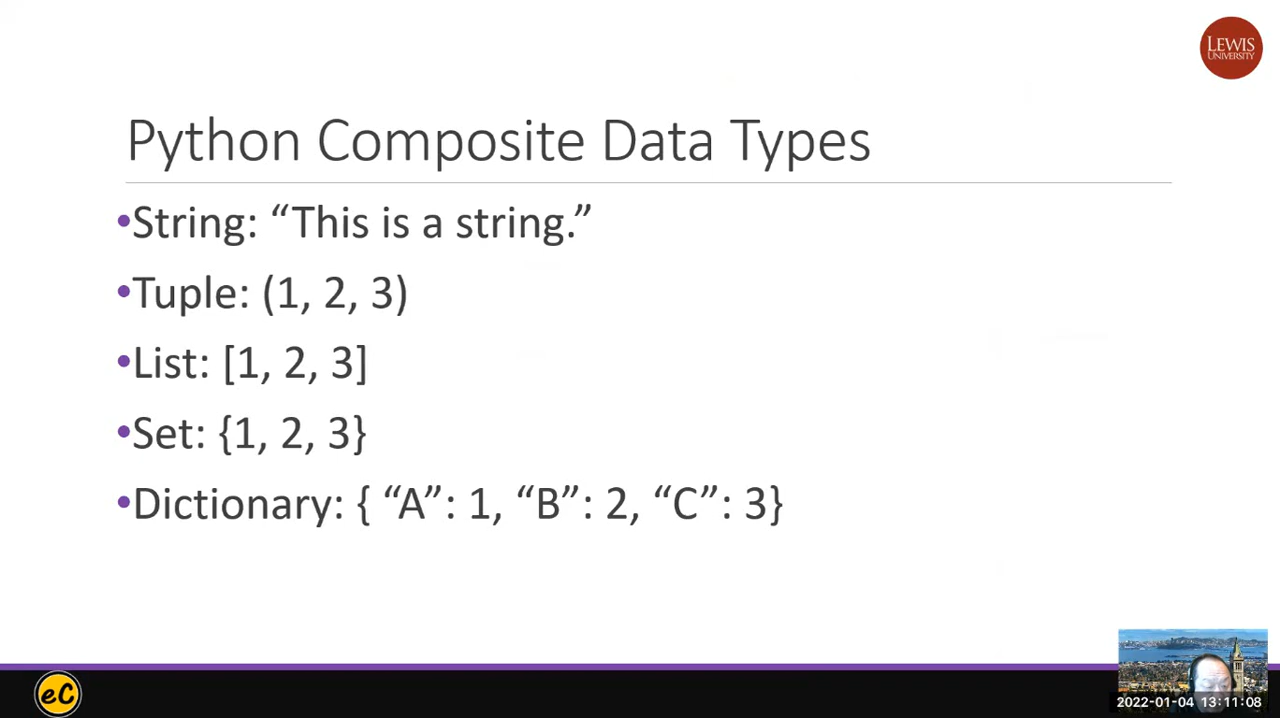 LEWIS
UNIVERSITY
Python Composite Data Types
•String: “This is a string.”
•Tuple: (1, 2, 3)
•List: [1, 2, 3]
•Set: {1, 2, 3}
•Dictionary: { “A”: 1, “B”: 2, “C”: 3}
eC
2022-01-04 13:11:08